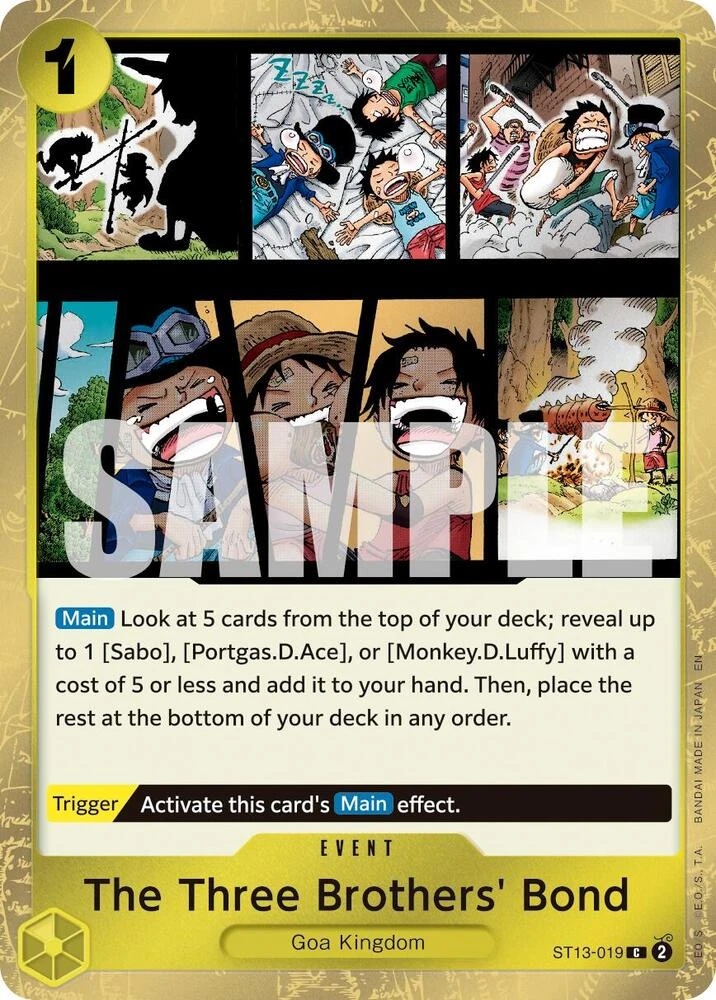 1
ZZZZ...
SAMPLE
Main Look at 5 cards from the top of your deck; reveal up
to 1 [Sabo], [Portgas.D.Ace], or [Monkey.D.Luffy] with a
cost of 5 or less and add it to your hand. Then, place the
rest at the bottom of your deck in any order.
Trigger Activate this card's Main effect.
EVENT
The Three Brothers' Bond
Goa Kingdom
ST13-019 C 2
©E.O./S., T.A. BANDAI MADE IN JAPAN EN